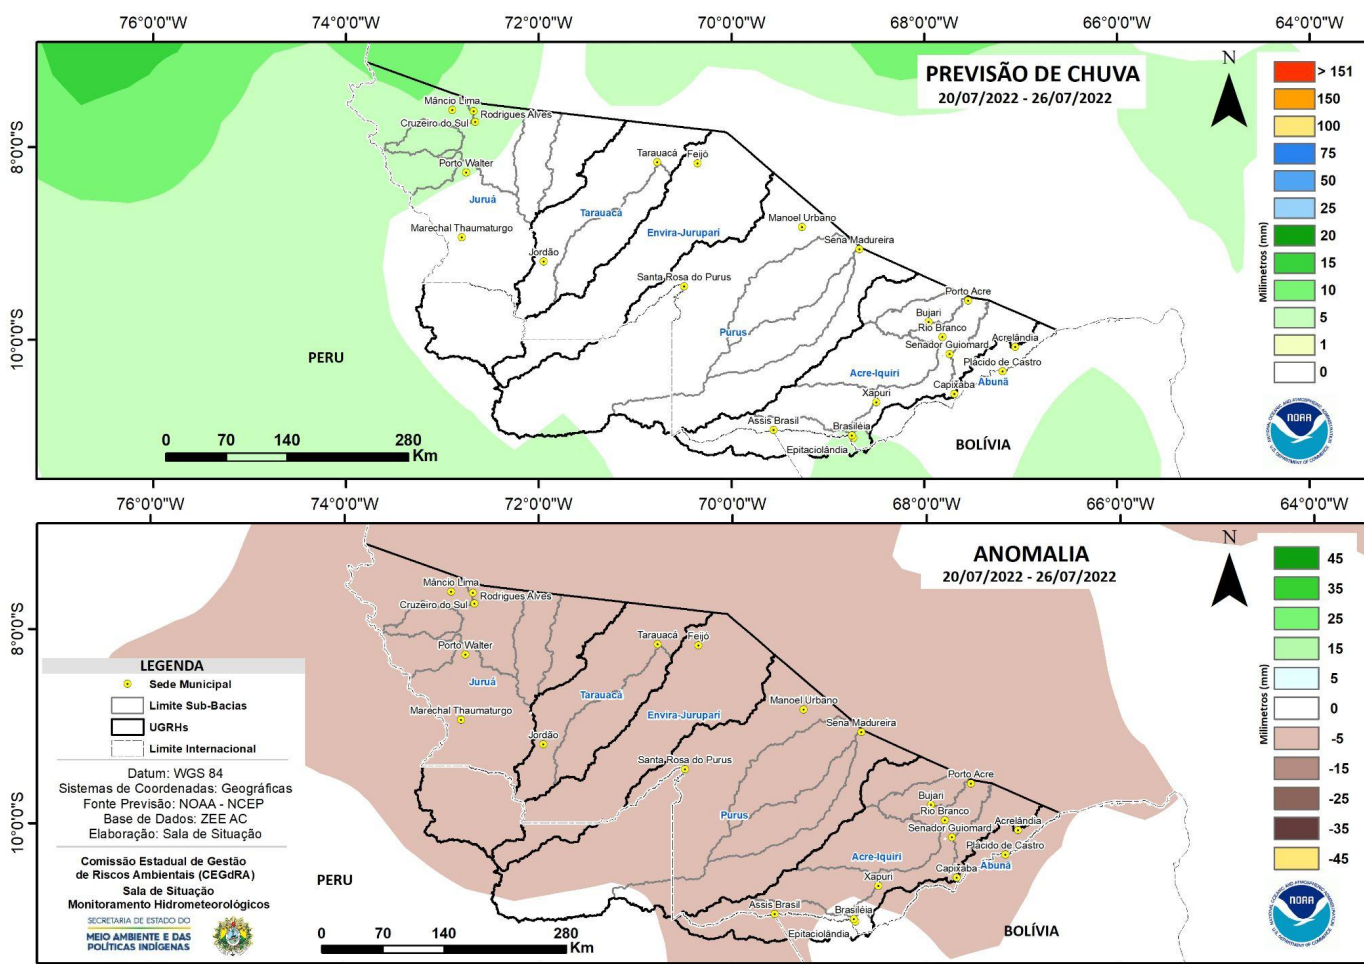 76°0'0"W 74°0'0"W 72°0'0"W 70°0'0"W 68°0'0"W 66°0'0"W 64°0'0"W
8°0'0"S
10°0'0"S
PREVISÃO DE CHUVA
20/07/2022 - 26/07/2022
N
Milímetros (mm)
> 151
150
100
75
50
25
20
15
10
5
1
0
NOAA
Mâncio Lima
Rodrigues Alves
Cruzeiro do Sul
Porto Walter
Juruá
Marechal Thaumaturgo
Tarauacá
Feijó
Tarauacá
Jordão
Envira-Jurupari
Manoel Urbano
Sena Madureira
Santa Rosa do Purus
Purus
Porto Acre
Bujari
Rio Branco
Senador Guiomard
Acrelândia
Plácido de Castro
Abunã
Acre-Iquiri
Capixaba
Xapuri
Assis Brasil
Brasiléia
Epitaciolândia
PERU
BOLÍVIA
0 70 140 280
Km
76°0'0"W 74°0'0"W 72°0'0"W 70°0'0"W 68°0'0"W 66°0'0"W 64°0'0"W
8°0'0"S
10°0'0"S
ANOMALIA
20/07/2022 - 26/07/2022
N
Milímetros (mm)
45
35
25
15
5
0
-5
-15
-25
-35
-45
NOAA
Mâncio Lima
Rodrigues Alves
Cruzeiro do Sul
Porto Walter
Juruá
Marechal Thaumaturgo
Tarauacá
Feijó
Tarauacá
Jordão
Envira-Jurupari
Manoel Urbano
Sena Madureira
Santa Rosa do Purus
Purus
Porto Acre
Bujari
Rio Branco
Senador Guiomard
Acrelândia
Plácido de Castro
Abunã
Acre-Iquiri
Capixaba
Xapuri
Assis Brasil
Brasiléia
Epitaciolândia
PERU
BOLÍVIA
0 70 140 280
Km
LEGENDA
Sede Municipal
Limite Sub-Bacias
UGRHs
Limite Internacional
Datum: WGS 84
Sistemas de Coordenadas: Geográficas
Fonte Previsão: NOAA - NCEP
Base de Dados: ZEE AC
Elaboração: Sala de Situação
Comissão Estadual de Gestão
de Riscos Ambientais (CEGdRA)
Sala de Situação
Monitoramento Hidrometeorológicos
SECRETARIA DE ESTADO DO
MEIO AMBIENTE E DAS
POLÍTICAS INDÍGENAS